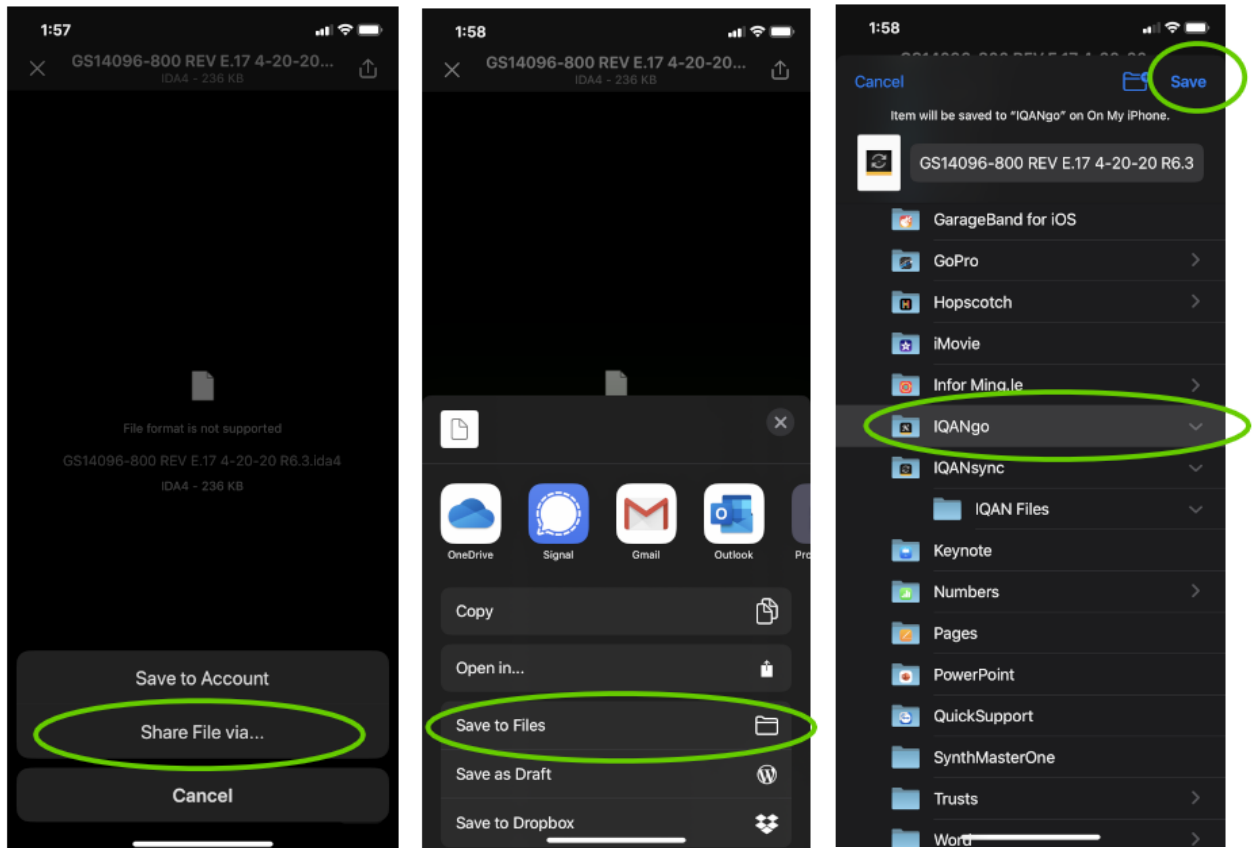 1:57
GS14096-800 REV E.17 4-20-20...
IDA4 - 236 KB
File format is not supported
GS14096-800 REV E.17 4-20-20 R6.3.ida4
IDA4 - 236 KB
Save to Account
Share File via...
Cancel
1:58
GS14096-800 REV E.17 4-20-20...
IDA4 - 236 KB
OneDrive
Signal
Gmail
Outlook
Pro
Copy
Open in...
Save to Files
Save as Draft
Save to Dropbox
1:58
Cancel
Save
Item will be saved to “IQANgo” on On My iPhone.
GS14096-800 REV E.17 4-20-20 R6.3
GarageBand for iOS
GoPro
Hopscotch
iMovie
Infor Ming.le
IQANgo
IQANsync
IQAN Files
Keynote
Numbers
Pages
PowerPoint
QuickSupport
SynthMasterOne
Trusts
Word